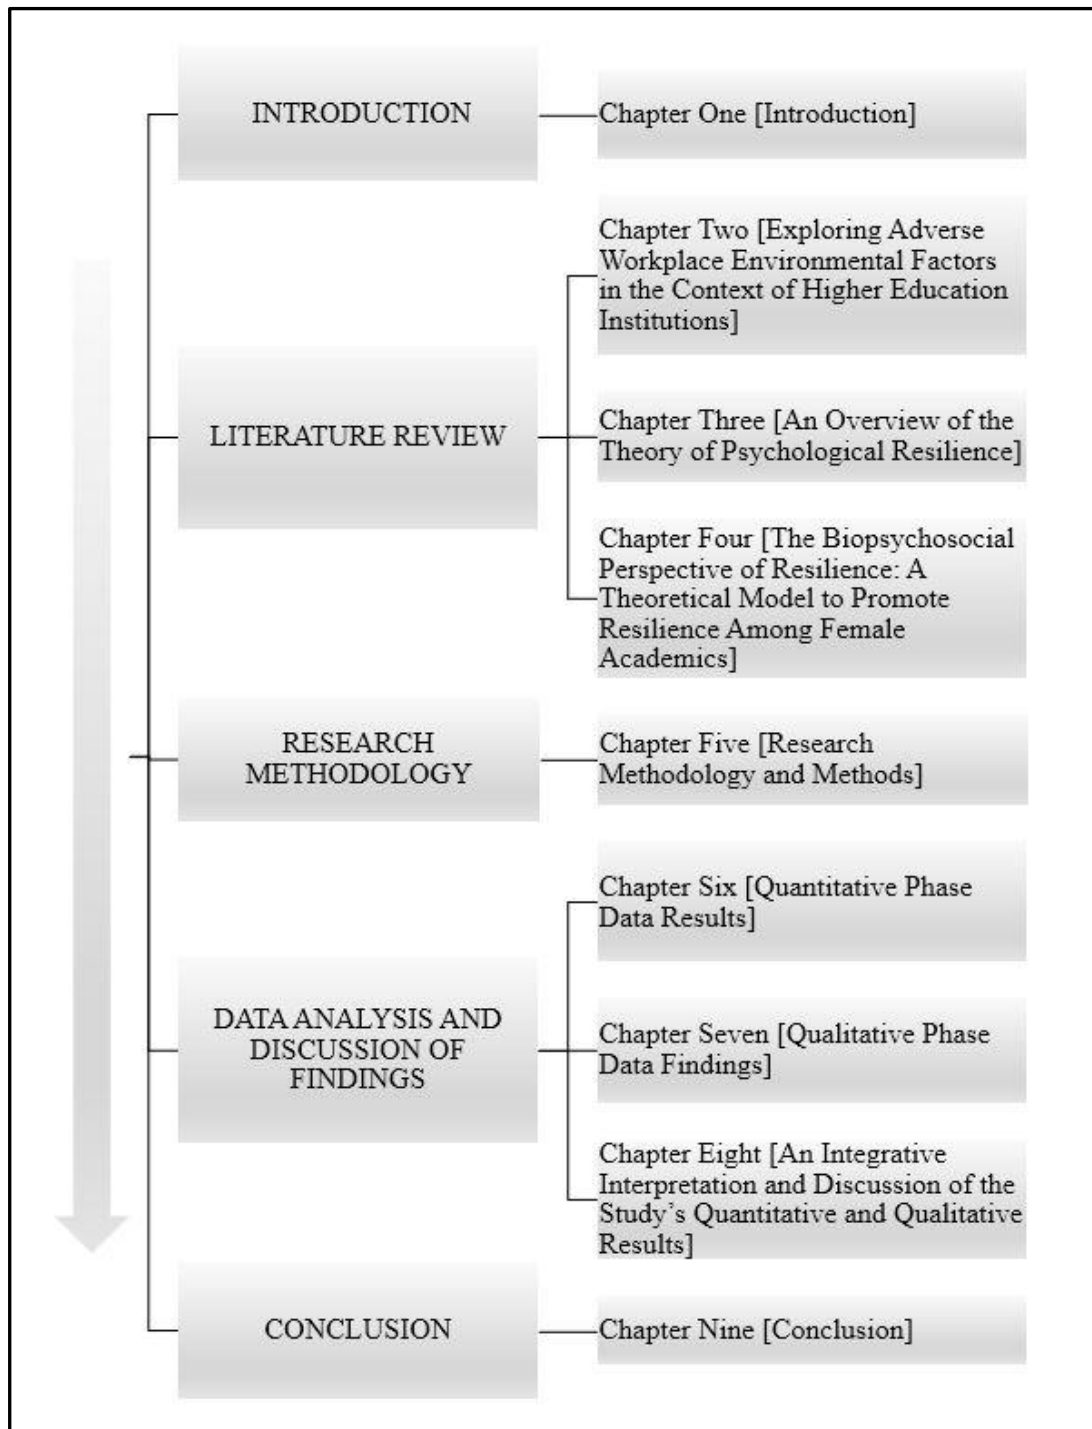 INTRODUCTION
Chapter One [Introduction]
LITERATURE REVIEW
Chapter Two [Exploring Adverse
Workplace Environmental Factors
in the Context of Higher Education
Institutions]
Chapter Three [An Overview of the
Theory of Psychological Resilience]
Chapter Four [The Biopsychosocial
Perspective of Resilience: A
Theoretical Model to Promote
Resilience Among Female
Academics]
RESEARCH
METHODOLOGY
Chapter Five [Research
Methodology and Methods]
DATA ANALYSIS AND
DISCUSSION OF
FINDINGS
Chapter Six [Quantitative Phase
Data Results]
Chapter Seven [Qualitative Phase
Data Findings]
Chapter Eight [An Integrative
Interpretation and Discussion of the
Study’s Quantitative and Qualitative
Results]
CONCLUSION
Chapter Nine [Conclusion]